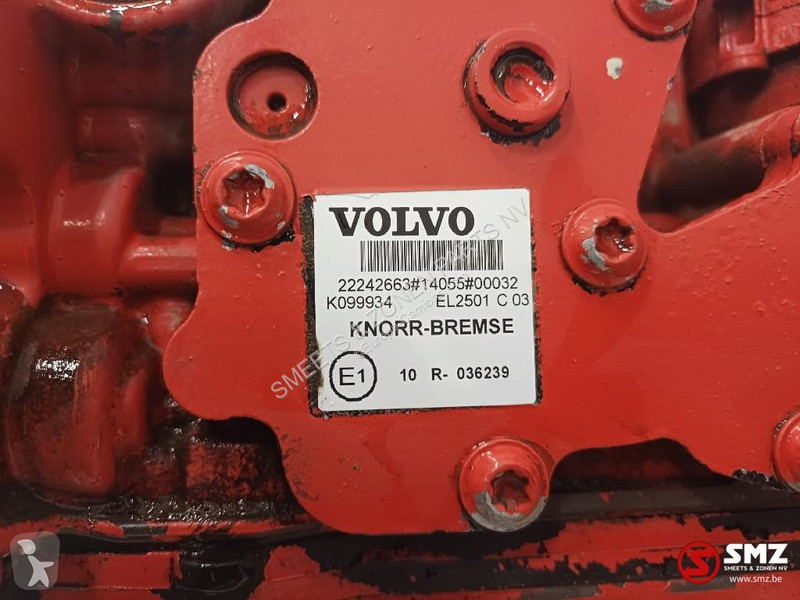 VOLVO
22242663#14055#00032
K099934 EL2501 C 03
KNORR-BREMSE
E1 10 R- 036239
SMEETS & ZONEN PARTS NV
SMZ
SMEETS & ZONEN NV
www.smz.be